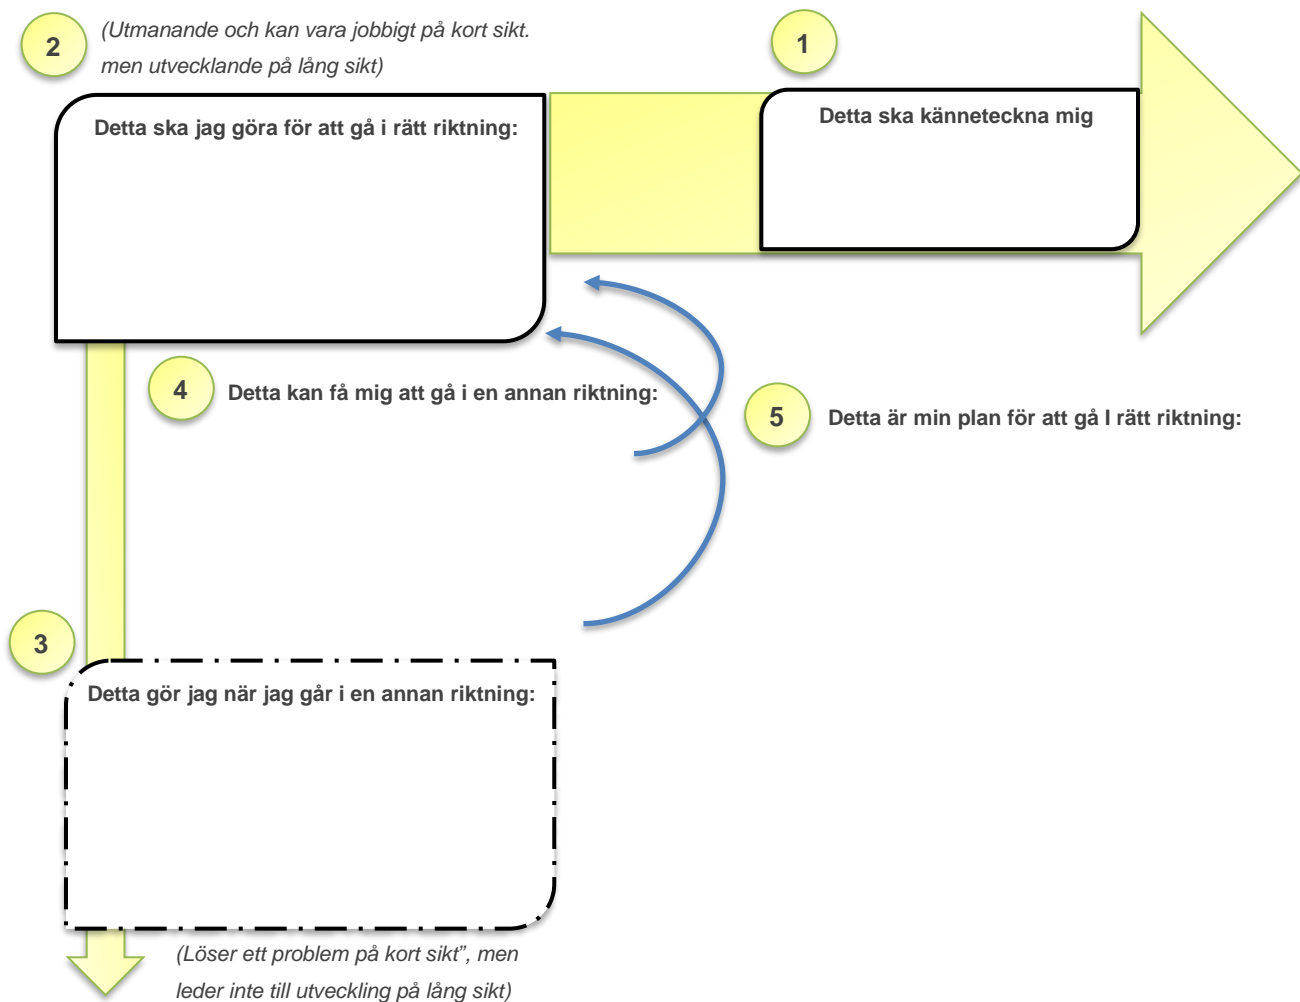 2
(Utmanande och kan vara jobbigt på kort sikt.
men utvecklande på lång sikt)
1
Detta ska jag göra för att gå i rätt riktning:
Detta ska känneteckna mig
4
Detta kan få mig att gå i en annan riktning:
5
Detta är min plan för att gå I rätt riktning:
3
Detta gör jag när jag går i en annan riktning:
(Löser ett problem på kort sikt”, men
leder inte till utveckling på lång sikt)